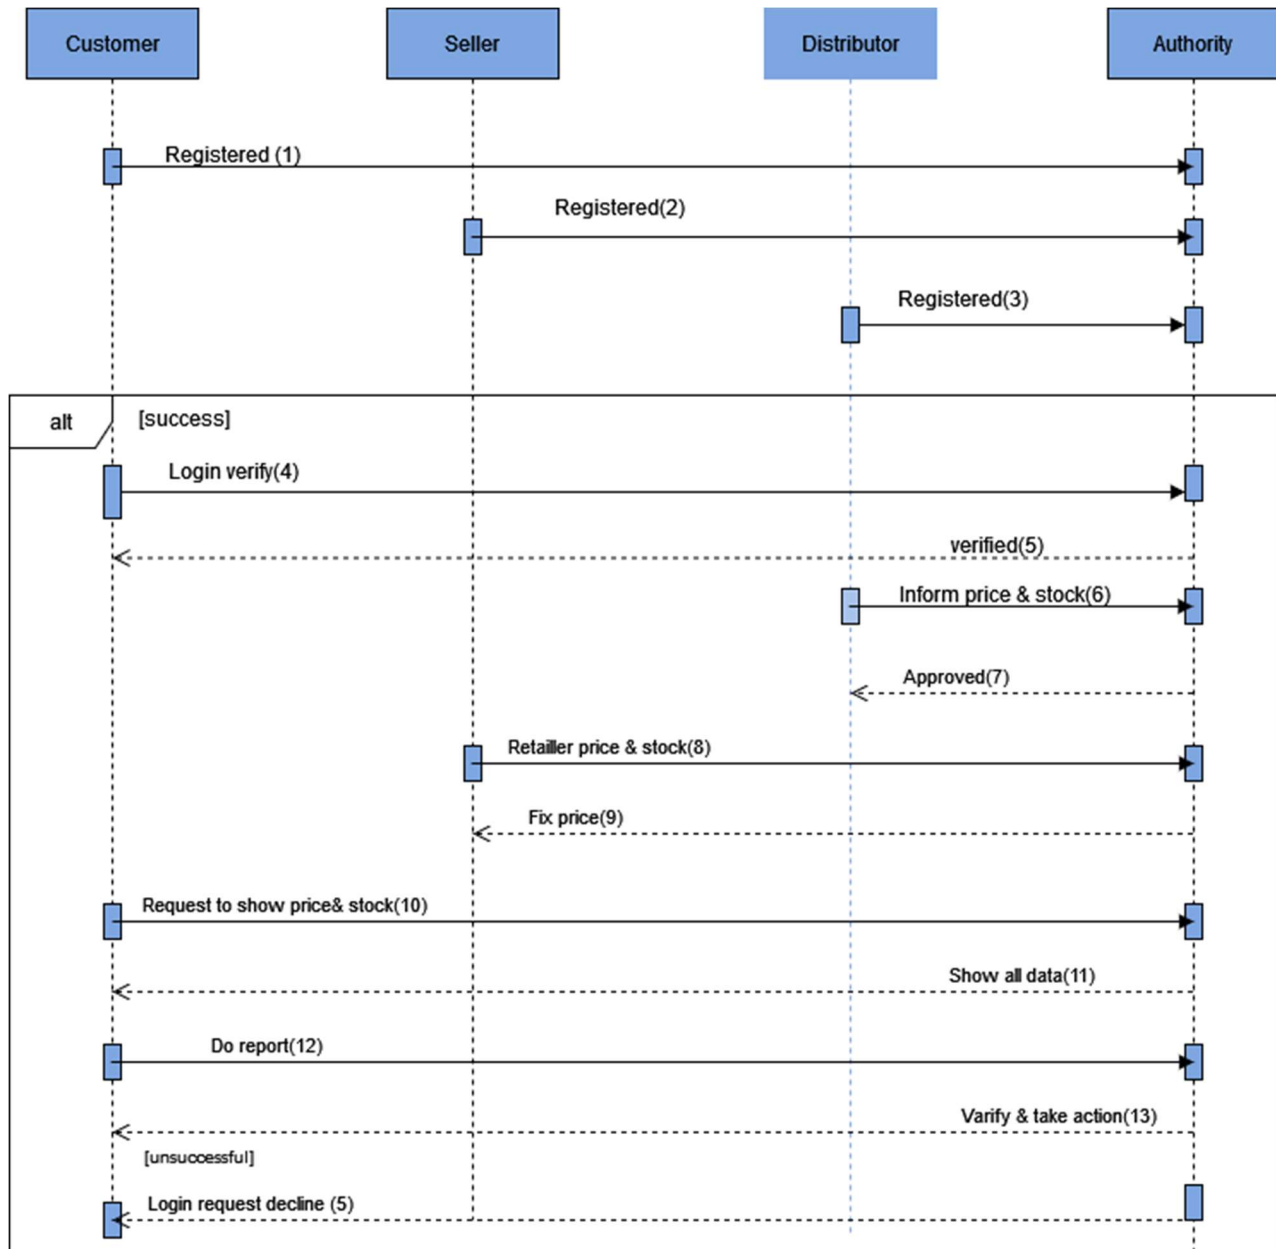 Customer
Seller
Distributor
Authority
Registered (1)
Registered(2)
Registered(3)
alt
[success]
Login verify(4)
verified(5)
Inform price & stock(6)
Approved(7)
Retailler price & stock(8)
Fix price(9)
Request to show price& stock(10)
Show all data(11)
Do report(12)
Varify & take action(13)
[unsuccessful]
Login request decline (5)